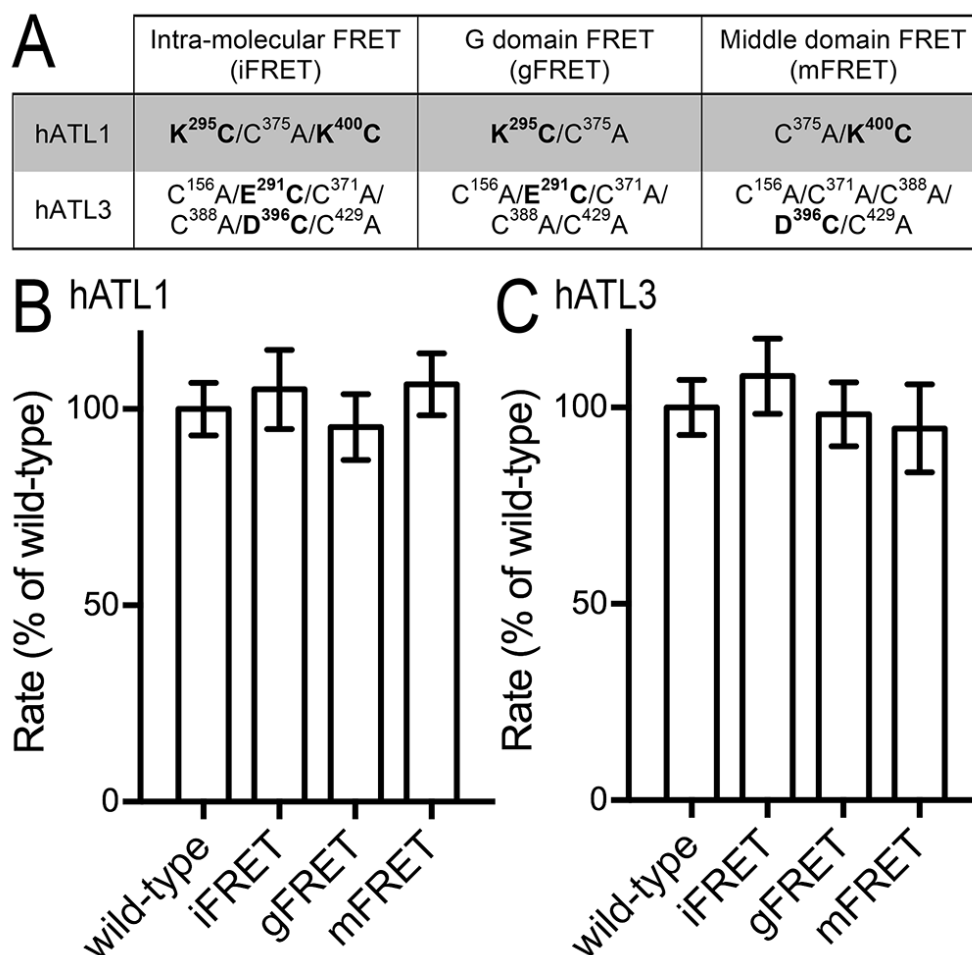 A
Intra-molecular FRET (iFRET)
G domain FRET (gFRET)
Middle domain FRET (mFRET)
hATL1
K²⁹⁵C/C³⁷⁵A/K⁴⁰⁰C
K²⁹⁵C/C³⁷⁵A
C³⁷⁵A/K⁴⁰⁰C
hATL3
C¹⁵⁶A/E²⁹¹C/C³⁷¹A/
C³⁸⁸A/D³⁹⁶C/C⁴²⁹A
C¹⁵⁶A/E²⁹¹C/C³⁷¹A/
C³⁸⁸A/C⁴²⁹A
C¹⁵⁶A/C³⁷¹A/C³⁸⁸A/
D³⁹⁶C/C⁴²⁹A
B hATL1
Rate (% of wild-type)
100
50
0
wild-type
iFRET
gFRET
mFRET
C hATL3
Rate (% of wild-type)
100
50
0
wild-type
iFRET
gFRET
mFRET